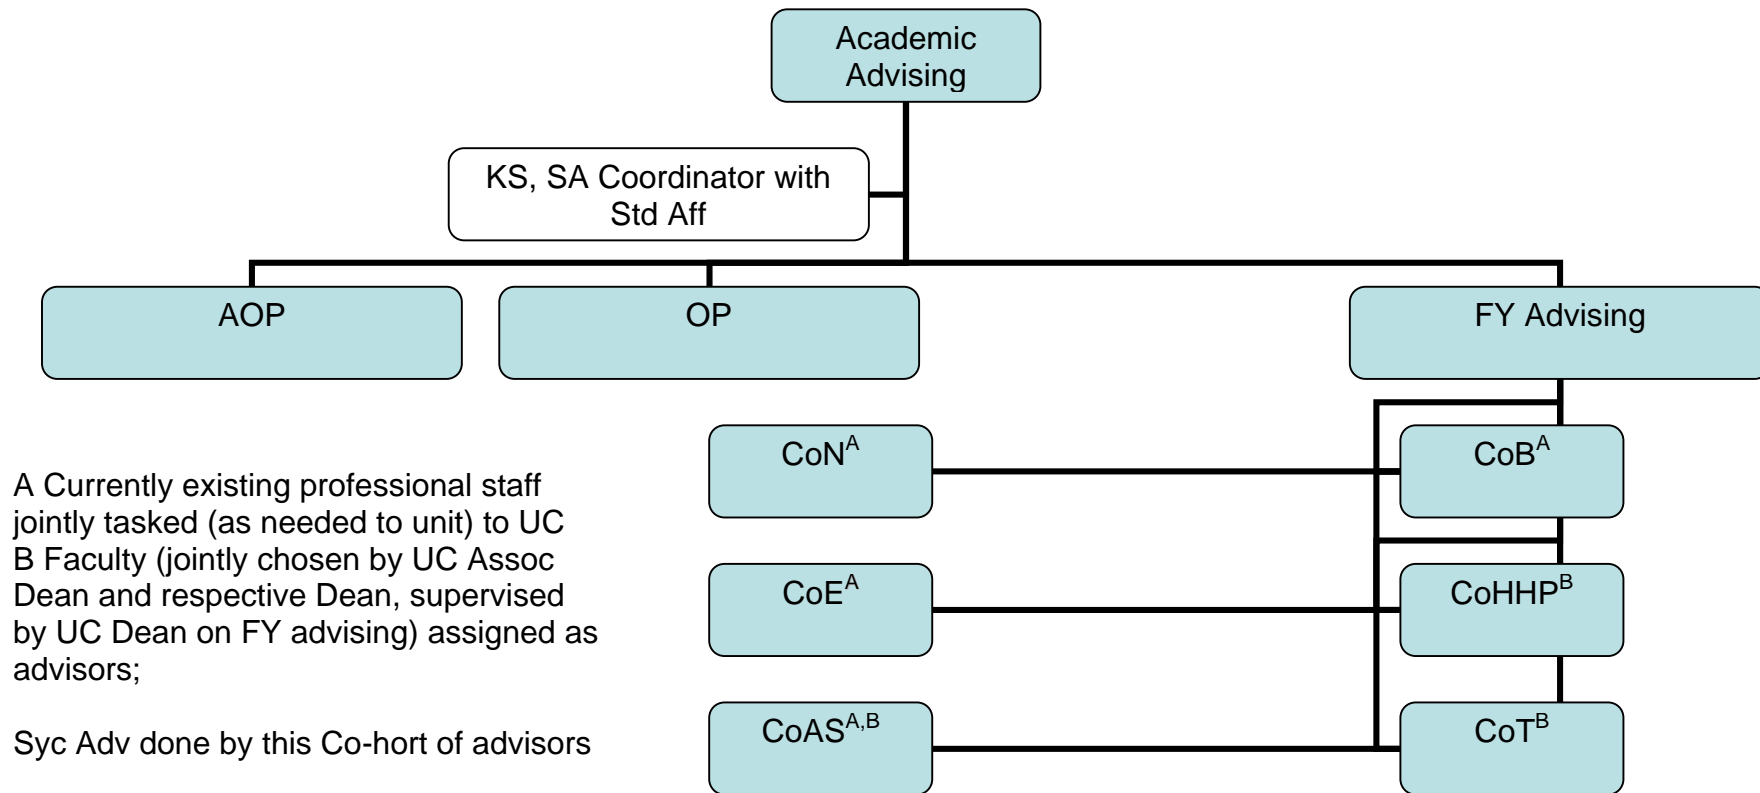 Academic
Advising
KS, SA Coordinator with
Std Aff
AOP
OP
FY Advising
CoN^A
CoB^A
A Currently existing professional staff
jointly tasked (as needed to unit) to UC
B Faculty (jointly chosen by UC Assoc
Dean and respective Dean, supervised
by UC Dean on FY advising) assigned as
advisors;
CoE^A
CoHHP^B
CoAS^A,B
CoT^B
Syc Adv done by this Co-hort of advisors